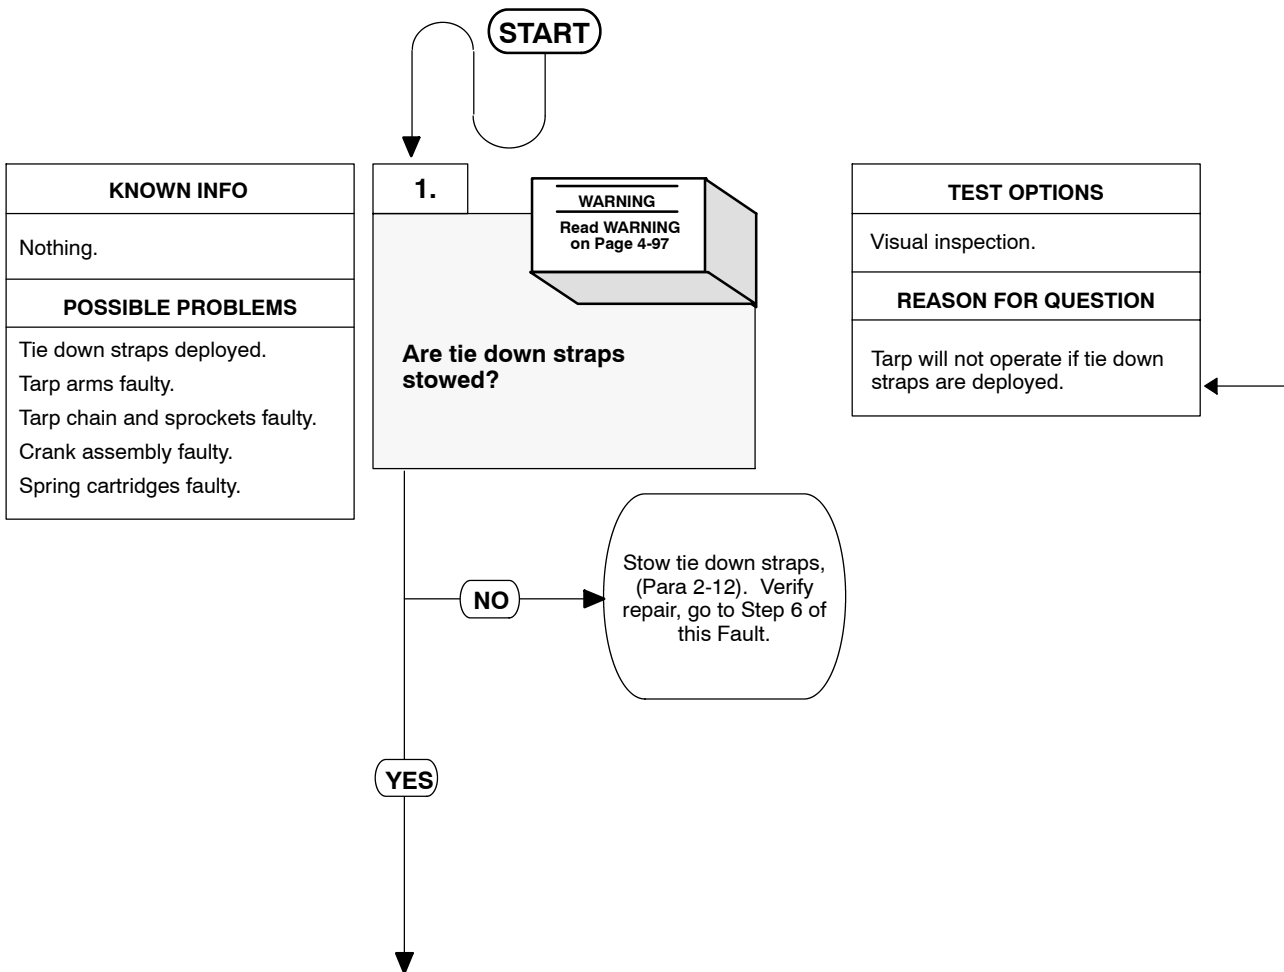 START
KNOWN INFO
Nothing.
POSSIBLE PROBLEMS
Tie down straps deployed.
Tarp arms faulty.
Tarp chain and sprockets faulty.
Crank assembly faulty.
Spring cartridges faulty.
1.
WARNING
Read WARNING
on Page 4-97
Are tie down straps
stowed?
TEST OPTIONS
Visual inspection.
REASON FOR QUESTION
Tarp will not operate if tie down
straps are deployed.
NO
Stow tie down straps,
(Para 2-12). Verify
repair, go to Step 6 of
this Fault.
YES